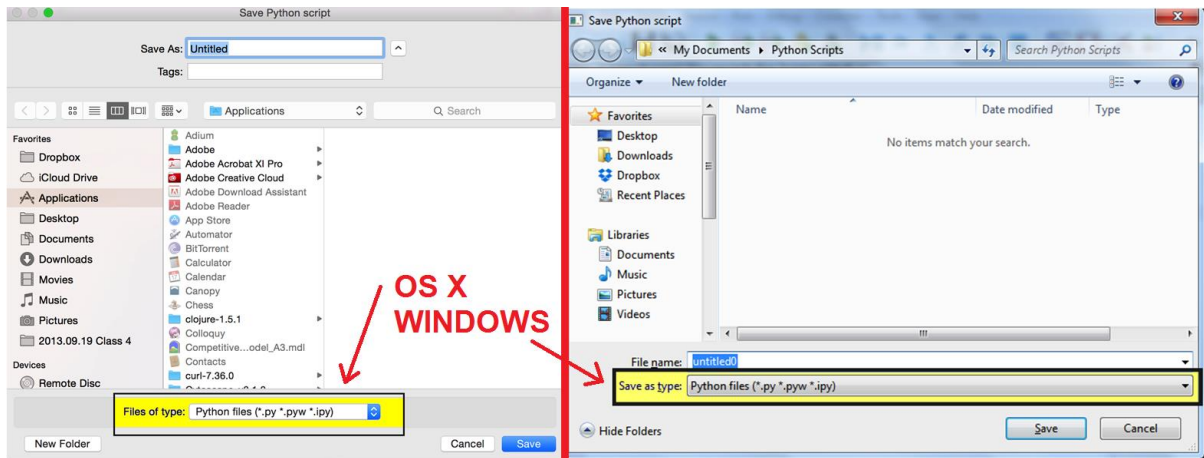 Save Python script
Save As: Untitled
Tags:
Applications
Search
Favorites
Dropbox
iCloud Drive
Applications
Desktop
Documents
Downloads
Movies
Music
Pictures
2013.09.19 Class 4
Devices
Remote Disc
Adium
Adobe
Adobe Acrobat XI Pro
Adobe Creative Cloud
Adobe Download Assistant
Adobe Reader
App Store
Automator
BitTorrent
Calculator
Calendar
Canopy
Chess
clojure-1.5.1
Colloquy
Competitive...odel_A3.mdl
Contacts
curl-7.36.0
Files of type: Python files (*.py *.pyw *.ipy)
New Folder
Cancel
Save
OS X
WINDOWS
Save Python script
« My Documents Python Scripts
Search Python Scripts
Organize
New folder
Favorites
Desktop
Downloads
Dropbox
Recent Places
Libraries
Documents
Music
Pictures
Videos
Name
Date modified
Type
No items match your search.
File name: untitled0
Save as type: Python files (*.py *.pyw *.ipy)
Hide Folders
Save
Cancel